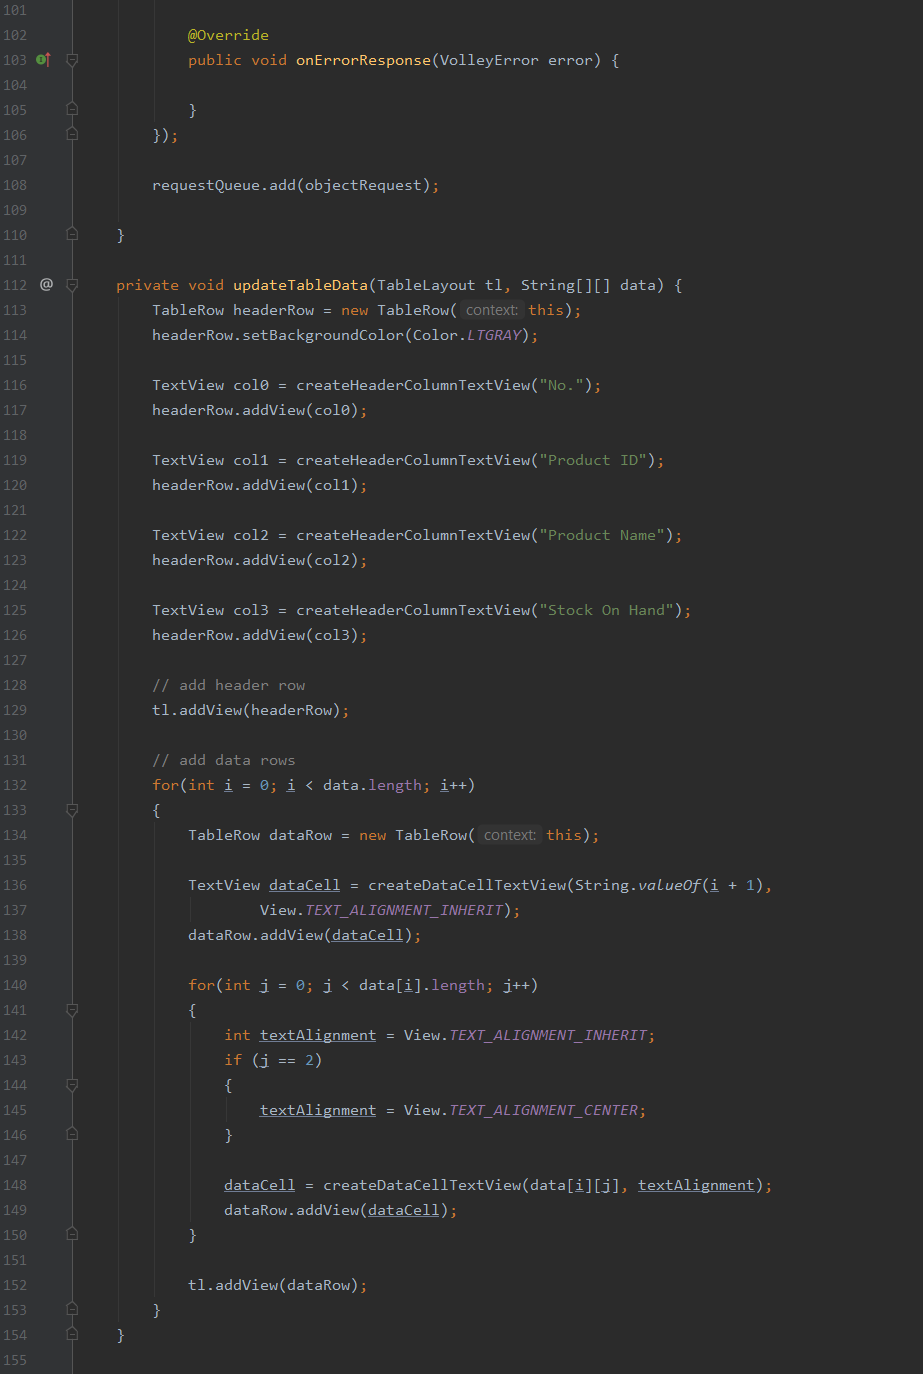 101
102 @Override
103 public void onErrorResponse(VolleyError error) {
104
105 }
106 });
107
108 requestQueue.add(objectRequest);
109
110 }
111
112 @ private void updateTableData(TableLayout tl, String[][] data) {
113 TableRow headerRow = new TableRow( context: this);
114 headerRow.setBackgroundColor(Color.LTGRAY);
115
116 TextView col0 = createHeaderColumnTextView("No.");
117 headerRow.addView(col0);
118
119 TextView col1 = createHeaderColumnTextView("Product ID");
120 headerRow.addView(col1);
121
122 TextView col2 = createHeaderColumnTextView("Product Name");
123 headerRow.addView(col2);
124
125 TextView col3 = createHeaderColumnTextView("Stock On Hand");
126 headerRow.addView(col3);
127
128 // add header row
129 tl.addView(headerRow);
130
131 // add data rows
132 for(int i = 0; i < data.length; i++)
133 {
134 TableRow dataRow = new TableRow( context: this);
135
136 TextView dataCell = createDataCellTextView(String.valueOf(i + 1),
137 View.TEXT_ALIGNMENT_INHERIT);
138 dataRow.addView(dataCell);
139
140 for(int j = 0; j < data[i].length; j++)
141 {
142 int textAlignment = View.TEXT_ALIGNMENT_INHERIT;
143 if (j == 2)
144 {
145 textAlignment = View.TEXT_ALIGNMENT_CENTER;
146 }
147
148 dataCell = createDataCellTextView(data[i][j], textAlignment);
149 dataRow.addView(dataCell);
150 }
151
152 tl.addView(dataRow);
153 }
154 }
155